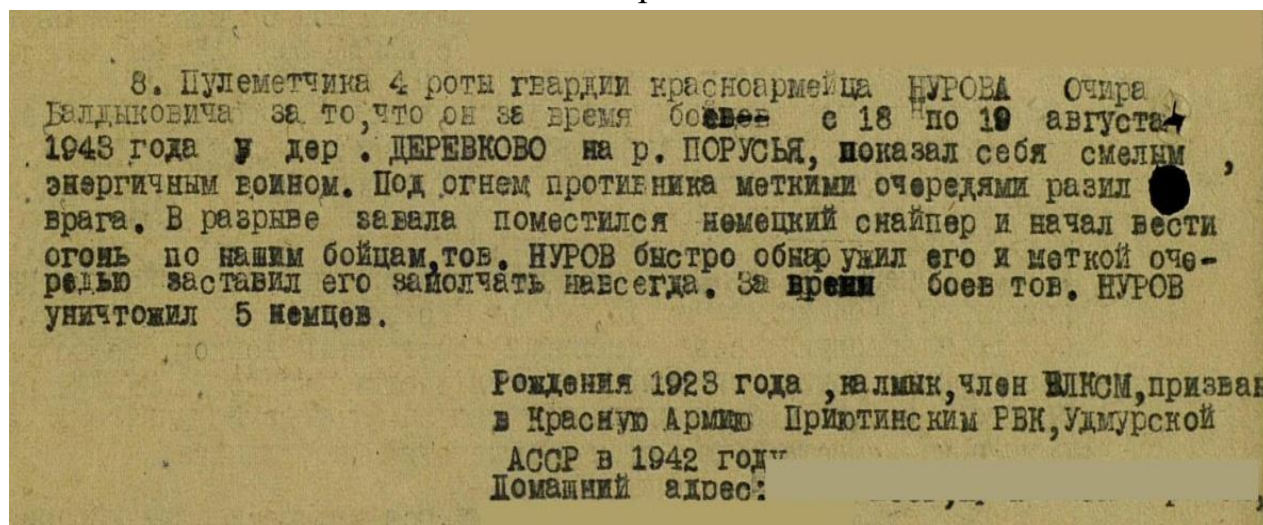 8. Пулеметчика 4 роты гвардии красноармейца НУРОВА Очира
Балдыковича за то,что он за время боевев с 18 по 19 августа
1943 года у дер . ДЕРЕВКОВО на р. ПОРУСЬЯ, показал себя смелым ,
энергичным воином. Под огнем противника меткими очередями разил
врага. В разрыве завала поместился немецкий снайпер и начал вести
огонь по нашим бойцам,тов. НУРОВ быстро обнаружил его и меткой оче-
редью заставил его замолчать навсегда. За время боев тов. НУРОВ
уничтожил 5 немцев.
Рождения 1923 года ,калмык,член ВЛКСМ,призван
в Красную Армию Приютинским РВК,Удмурской
АССР в 1942 году
Домашний адрес: